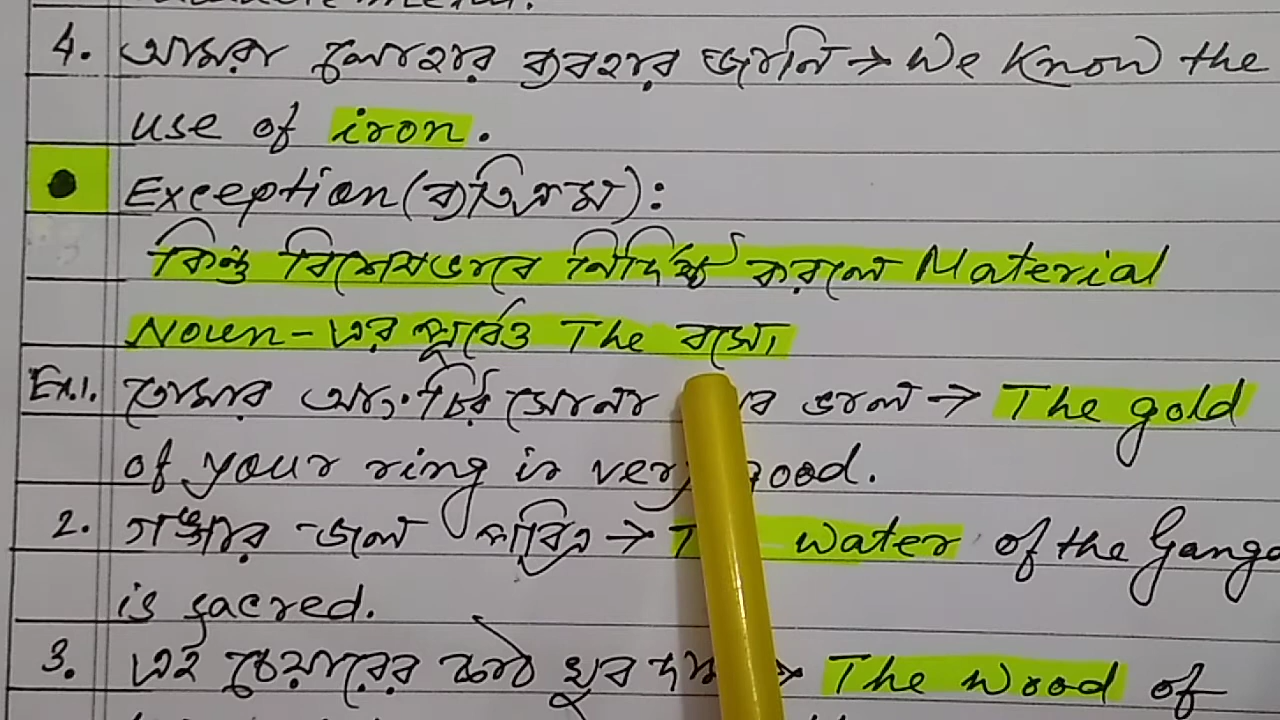 4. আমরা লোহার ব্যবহার জানি → We Know the
use of iron.
● Exception (ব্যতিক্রম):
কিন্তু বিশেষভাবে নির্দিষ্ট করলে Material
Noun-এর পূর্বেও The বসে।
Ex.1. তোমার আংটির সোনা ভাল → The gold
of your ring is very good.
2. গঙ্গার জল পবিত্র → water of the Ganga
is sacred.
3. এই চেয়ারের কাঠ খুব → The wood of